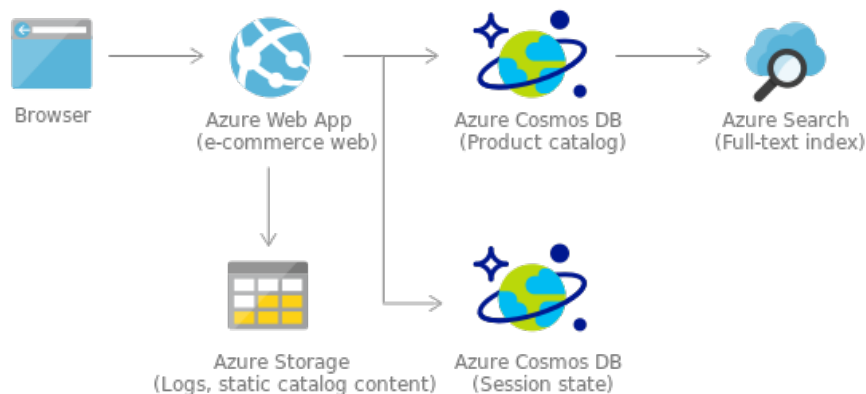 Browser
Azure Web App
(e-commerce web)
Azure Cosmos DB
(Product catalog)
Azure Search
(Full-text index)
Azure Storage
(Logs, static catalog content)
Azure Cosmos DB
(Session state)